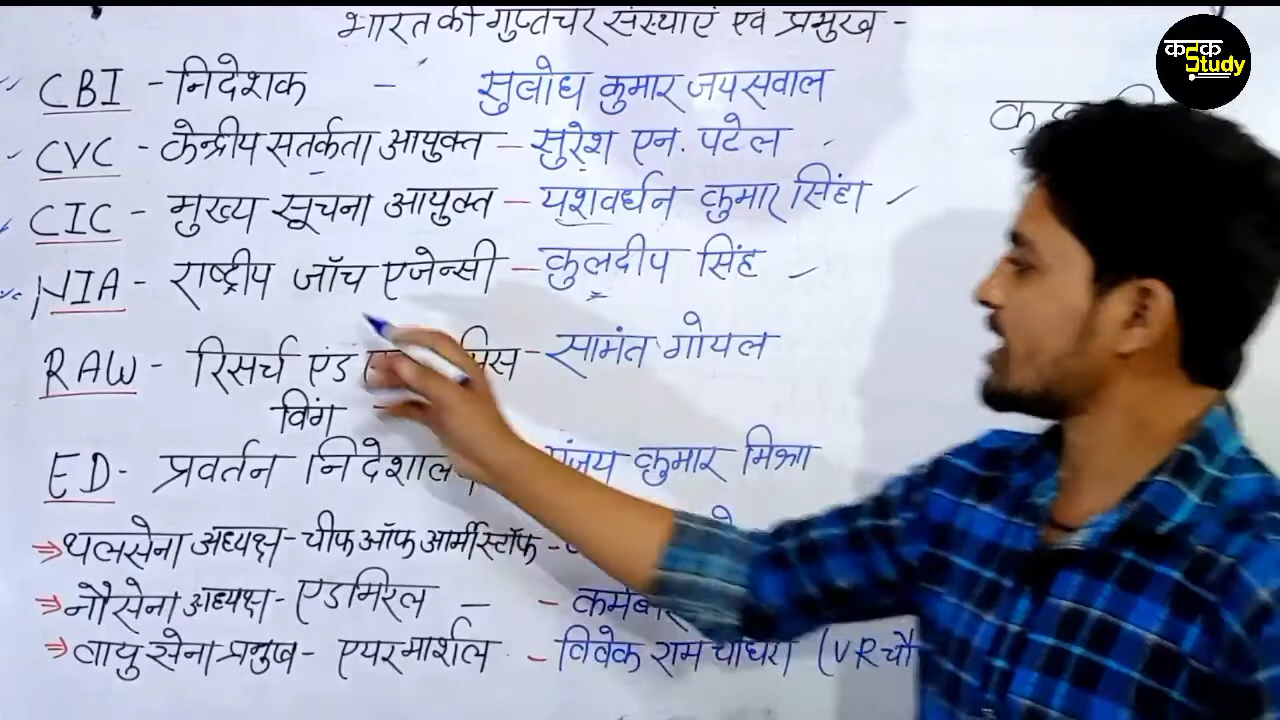 भारत की गुप्तचर संस्थाएं एवं प्रमुख -
कड़क Study
CBI - निदेशक - सुबोध कुमार जयसवाल
CVC - केन्द्रीय सतर्कता आयुक्त - सुरेश एन. पटेल
CIC - मुख्य सूचना आयुक्त - यशवर्धन कुमार सिंहा
NIA - राष्ट्रीय जाँच एजेन्सी - कुलदीप सिंह
RAW - रिसर्च एंड - सामंत गोयल
विंग
ED - प्रवर्तन कुमार मिश्रा
⇒ थलसेना अध्यक्ष - चीफ ऑफ आर्मी स्टॉफ -
⇒ नौसेना अध्यक्ष - एडमिरल - -
⇒ वायु सेना प्रमुख - एयर मार्शल - विवेक राम चौधरी (VR चौ